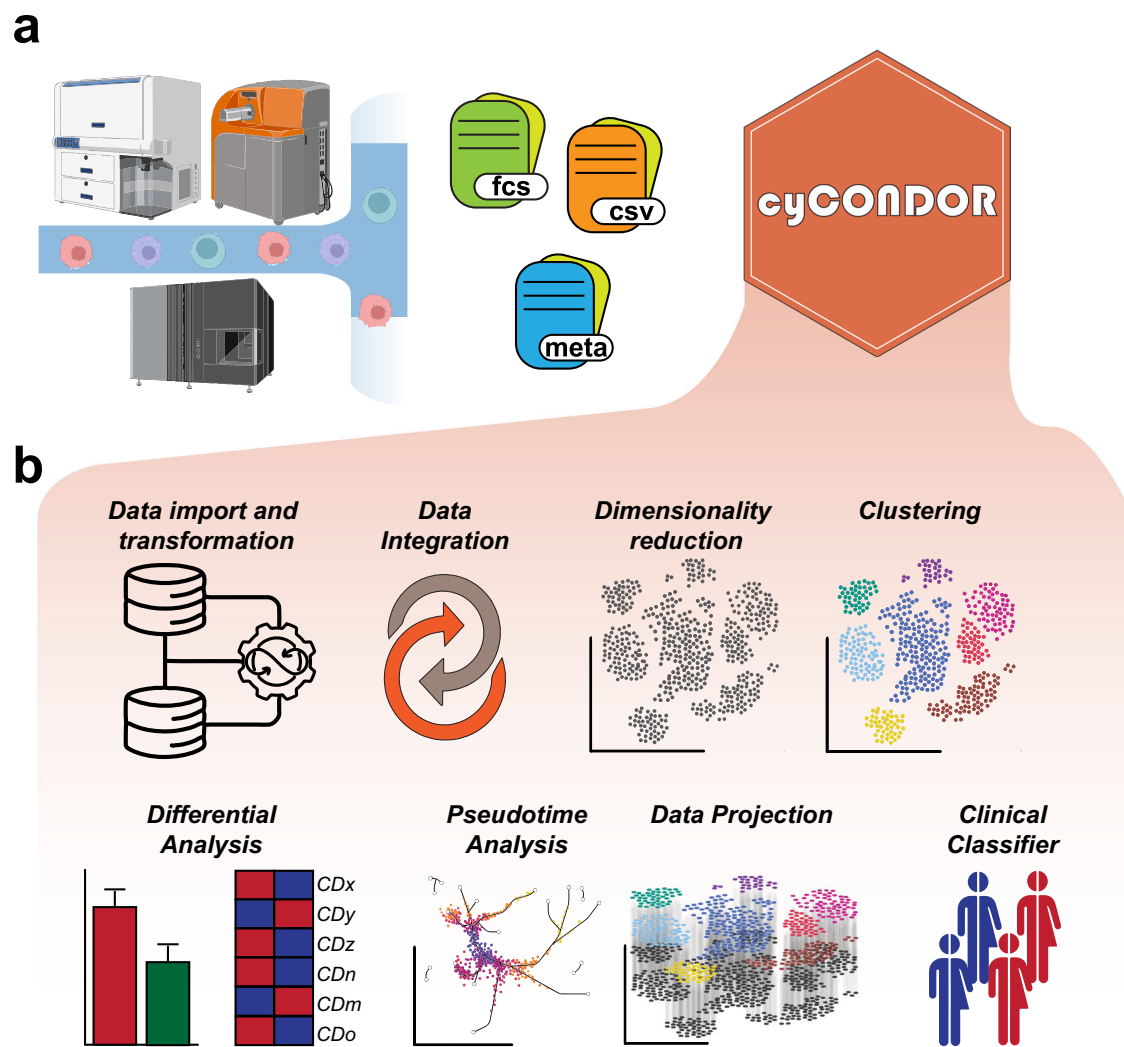 a
fcs
csv
meta
cyCONDOR
b
Data import and
transformation
Data
Integration
Dimensionality
reduction
Clustering
Differential
Analysis
CDx
CDy
CDz
CDn
CDm
CDo
Pseudotime
Analysis
Data Projection
Clinical
Classifier